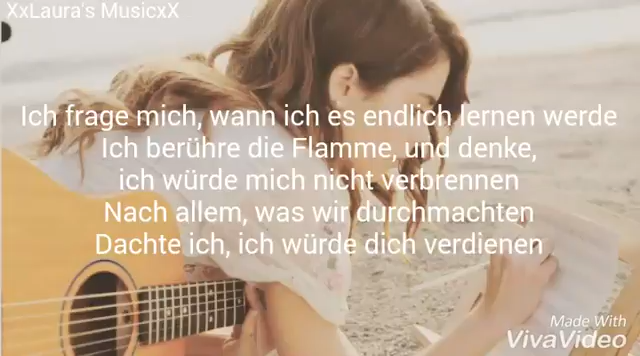 XxLaura's MusicxX
Ich frage mich, wann ich es endlich lernen werde
Ich berühre die Flamme, und denke,
ich würde mich nicht verbrennen
Nach allem, was wir durchmachten
Dachte ich, ich würde dich verdienen
Made With
VivaVideo